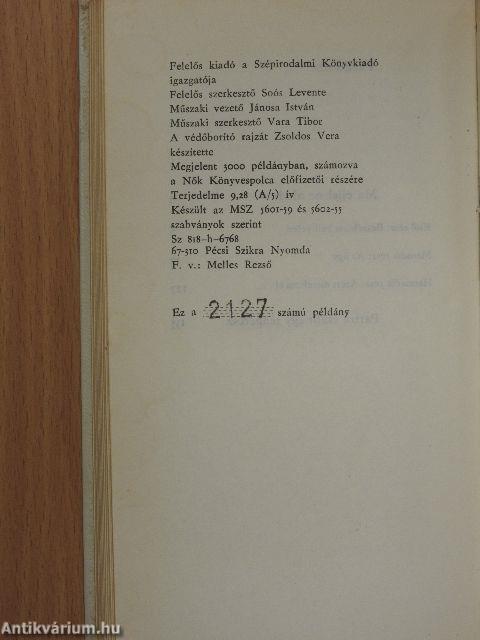 Felelős kiadó a Szépirodalmi Könyvkiadó
igazgatója
Felelős szerkesztő Soós Levente
Műszaki vezető Jánosa István
Műszaki szerkesztő Vara Tibor
A védőborító rajzát Zsoldos Vera
készítette
Megjelent 3000 példányban, számozva
a Nők Könyvespolca előfizetői részére
Terjedelme 9,28 (A/5) ív
Készült az MSZ 5601-59 és 5602-55
szabványok szerint
Sz 818-h-6768
67-310 Pécsi Szikra Nyomda
F. v.: Melles Rezső
Ez a 2127 számú példány
Antikvárium.hu